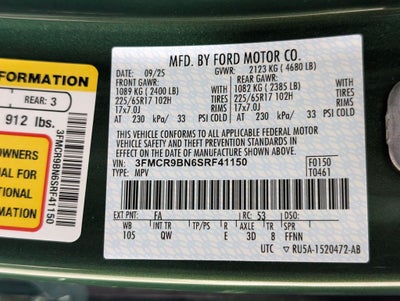 FORMATION
REAR: 3
912 lbs.
3FMCR9BN6SRF41150
OWNERS
AL FOR
TIONAL
MATION
MFD. BY FORD MOTOR CO.
DATE: 09/25 GVWR: 2123 KG ( 4680 LB)
FRONT GAWR: REAR GAWR:
1089 KG ( 2400 LB) WITH 1082 KG ( 2385 LB) WITH
225/65R17 102H TIRES 225/65R17 102H TIRES
17x7.0J RIMS 17x7.0J RIMS
AT 230 kPa/ 33 PSI COLD AT 230 kPa/ 33 PSI COLD
THIS VEHICLE CONFORMS TO ALL APPLICABLE FEDERAL MOTOR
VEHICLE SAFETY AND THEFT PREVENTION STANDARDS IN
EFFECT ON THE DATE OF MANUFACTURE SHOWN ABOVE.
VIN: 3FMCR9BN6SRF41150 F0150
TYPE: MPV T0461
EXT PNT: FA RC: 53 DSO:
WB INT TR TP/PS R AXLE TR SPR
105 QW E 3D 8 FFNN
UTC RU5A-1520472-AB